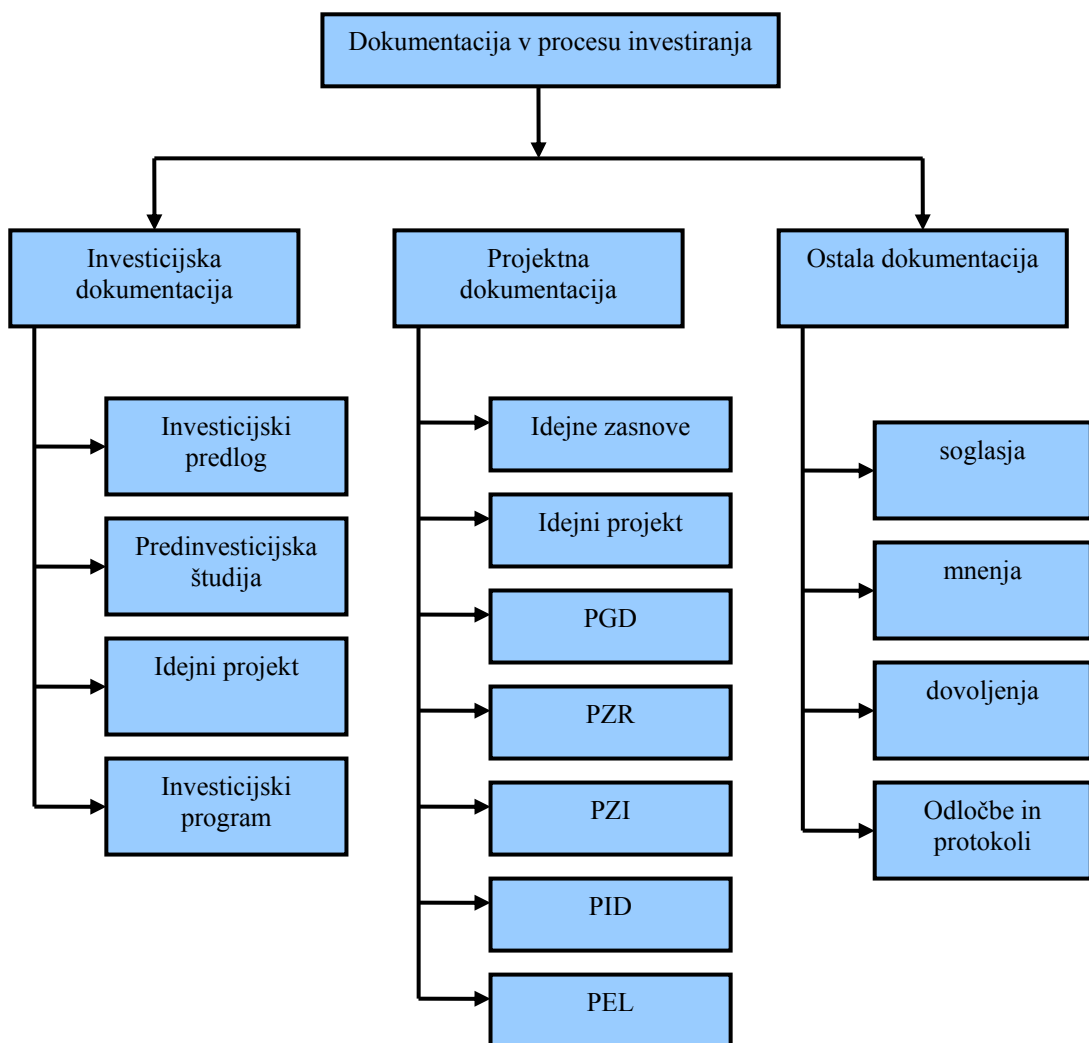 Dokumentacija v procesu investiranja
Investicijska
dokumentacija
Investicijski
predlog
Predinvesticijska
študija
Idejni projekt
Investicijski
program
Projektna
dokumentacija
Idejne zasnove
Idejni projekt
PGD
PZR
PZI
PID
PEL
Ostala dokumentacija
soglasja
mnenja
dovoljenja
Odločbe in
protokoli